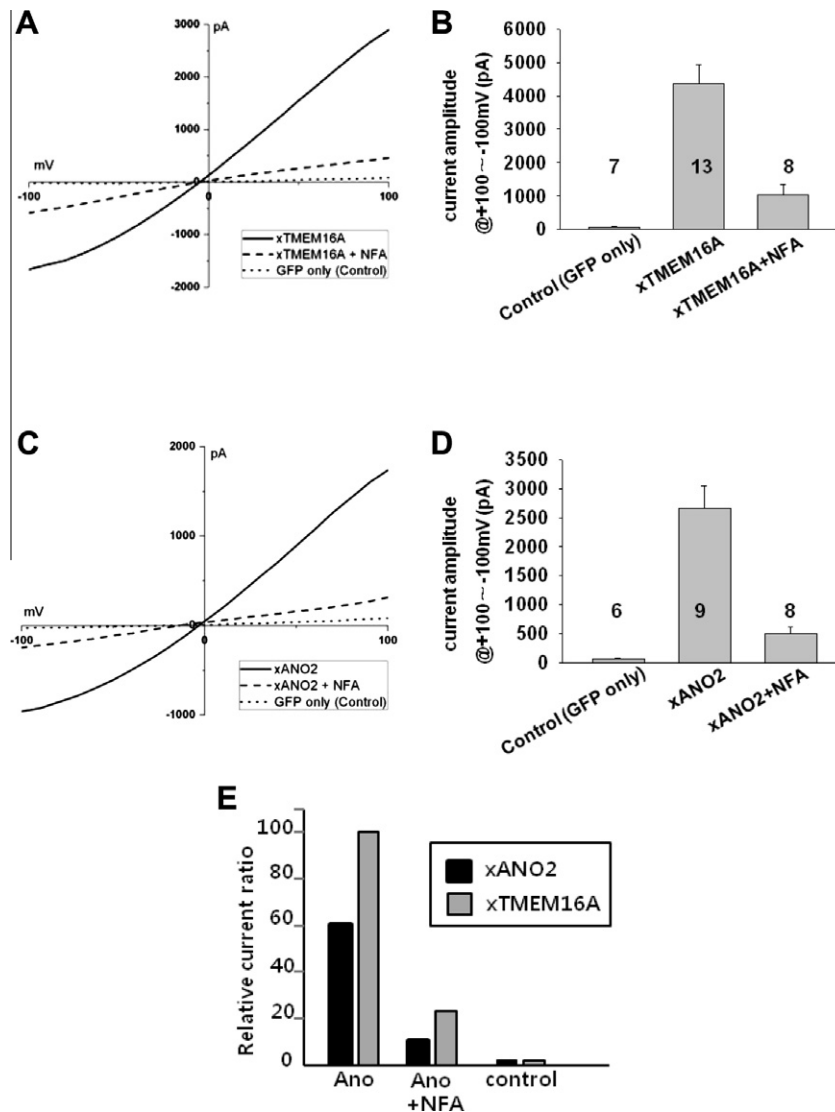 A
pA
3000
2000
1000
0
-1000
-2000
mV
-100
0
100
xTMEM16A
xTMEM16A + NFA
GFP only (Control)
B
current amplitude
@+100 ~ -100mV (pA)
6000
5000
4000
3000
2000
1000
0
7
13
8
Control (GFP only)
xTMEM16A
xTMEM16A+NFA
C
2000
pA
1000
0
-1000
mV
-100
0
100
xANO2
xANO2 + NFA
GFP only (Control)
D
current amplitude
@+100 ~ -100mV (pA)
3500
3000
2500
2000
1500
1000
500
0
6
9
8
Control (GFP only)
xANO2
xANO2+NFA
E
Relative current ratio
100
80
60
40
20
0
xANO2
xTMEM16A
Ano
Ano
+NFA
control